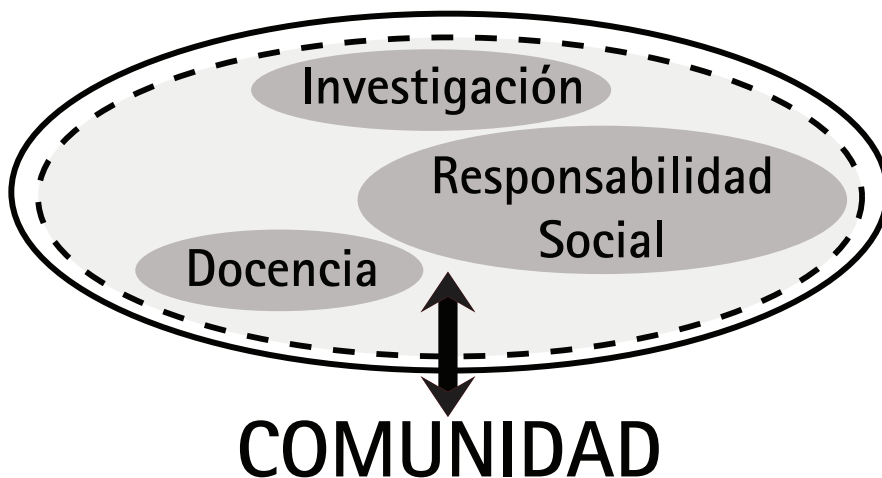 Investigación
Responsabilidad
Social
Docencia
COMUNIDAD